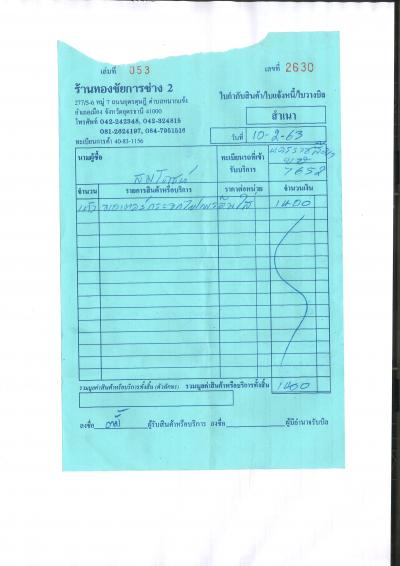 เล่มที่ 053 เลขที่ 2630
ร้านทองชัยการช่าง 2
277/5-6 หมู่ 7 ถนนอุดรดุษฎี ตำบลหมากแข้ง
อำเภอเมือง จังหวัดอุดรธานี 41000
โทรศัพท์ 042-242348, 042-324815
081-2624197, 084-7951516
ทะเบียนการค้า 40-83-1156
ใบกำกับสินค้า/ใบแจ้งหนี้/ใบวางบิล
สำเนา
วันที่ 10-2-63
นามผู้ซื้อ
ทะเบียนรถที่เข้ารับบริการ
7652
จำนวน รายการสินค้าหรือบริการ ราคาต่อหน่วย จำนวนเงิน
1400
รวมมูลค่าสินค้าหรือบริการทั้งสิ้น (ตัวอักษร) รวมมูลค่าสินค้าหรือบริการทั้งสิ้น 1400
ลงชื่อ ผู้รับสินค้าหรือบริการ ลงชื่อ ผู้มีอำนาจรับบิล